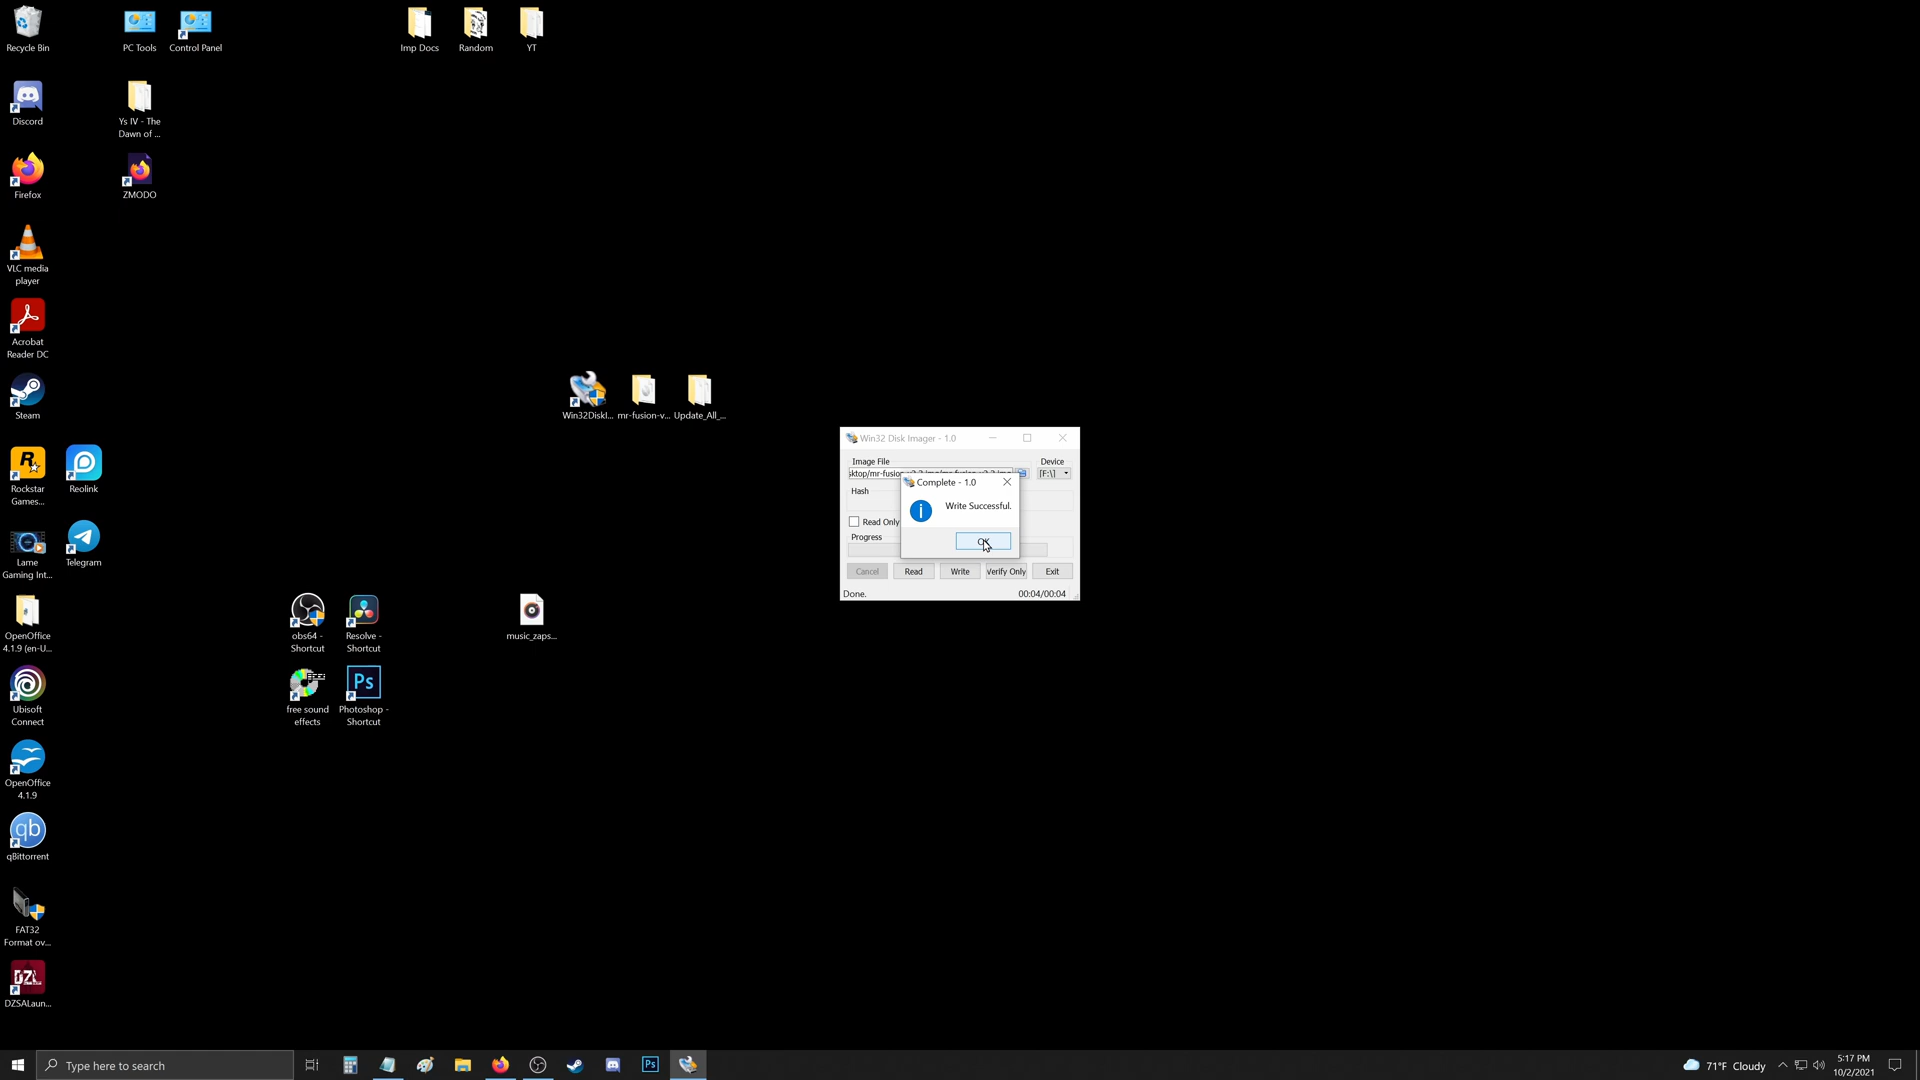 Recycle Bin
PC Tools
Control Panel
Imp Docs
Random
YT
Discord
Ys IV - The
Dawn of ...
Firefox
ZMODO
VLC media
player
Acrobat
Reader DC
Steam
Win32DiskI...
mr-fusion-v...
Update_All_...
Rockstar
Games...
Reolink
Lame
Gaming Int...
Telegram
OpenOffice
4.1.9 (en-U...
obs64 -
Shortcut
Resolve -
Shortcut
music_zaps...
Ubisoft
Connect
free sound
effects
Ps
Photoshop -
Shortcut
OpenOffice
4.1.9
qb
qBittorrent
FAT32
Format ov...
DZL
DZSALaun...
Win32 Disk Imager - 1.0
Image File
Device
[F:\]
Hash
Read Only
Progress
Complete - 1.0
Write Successful.
Cancel
Read
Write
Verify Only
Exit
Done.
00:04/00:04
Type here to search
Ps
71°F Cloudy
5:17 PM
10/2/2021